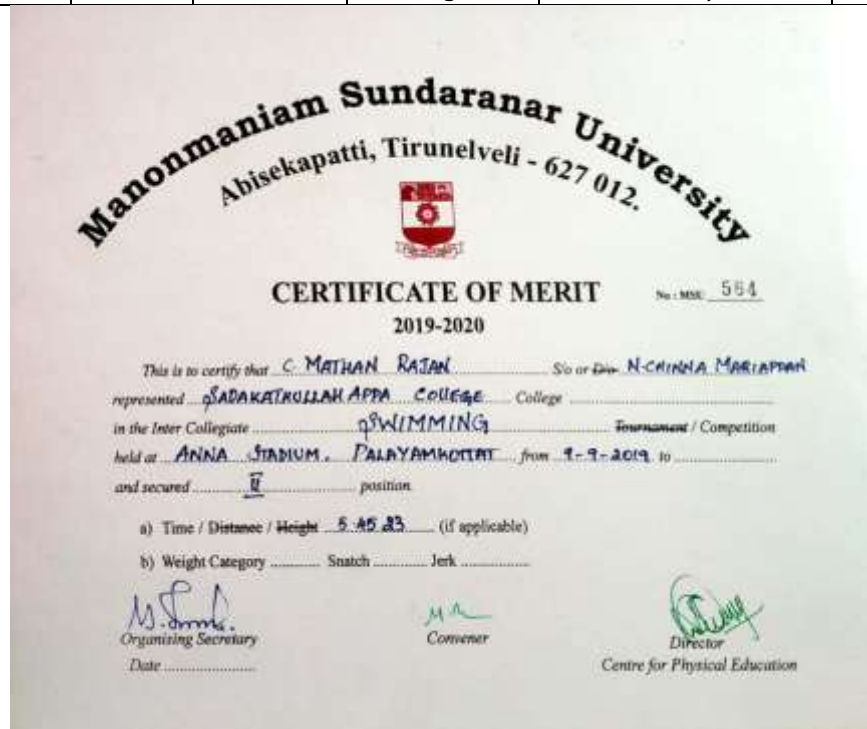 Manonmaniam Sundaranar University
Abisekapatti, Tirunelveli - 627 012.
CERTIFICATE OF MERIT No : MSU 564
2019-2020
This is to certify that C. MATHAN RAJAN S/o or D/o N.CHINNA MARIAPPAN
represented SADAKATHULLAH APPA COLLEGE College
in the Inter Collegiate SWIMMING Tournament / Competition
held at ANNA STADIUM, PALAYAMKOTTAI from 9-9-2019 to
and secured II position
a) Time / Distance / Height 5:45.23 (if applicable)
b) Weight Category Snatch Jerk
Organising Secretary Convener Director
Date Centre for Physical Education